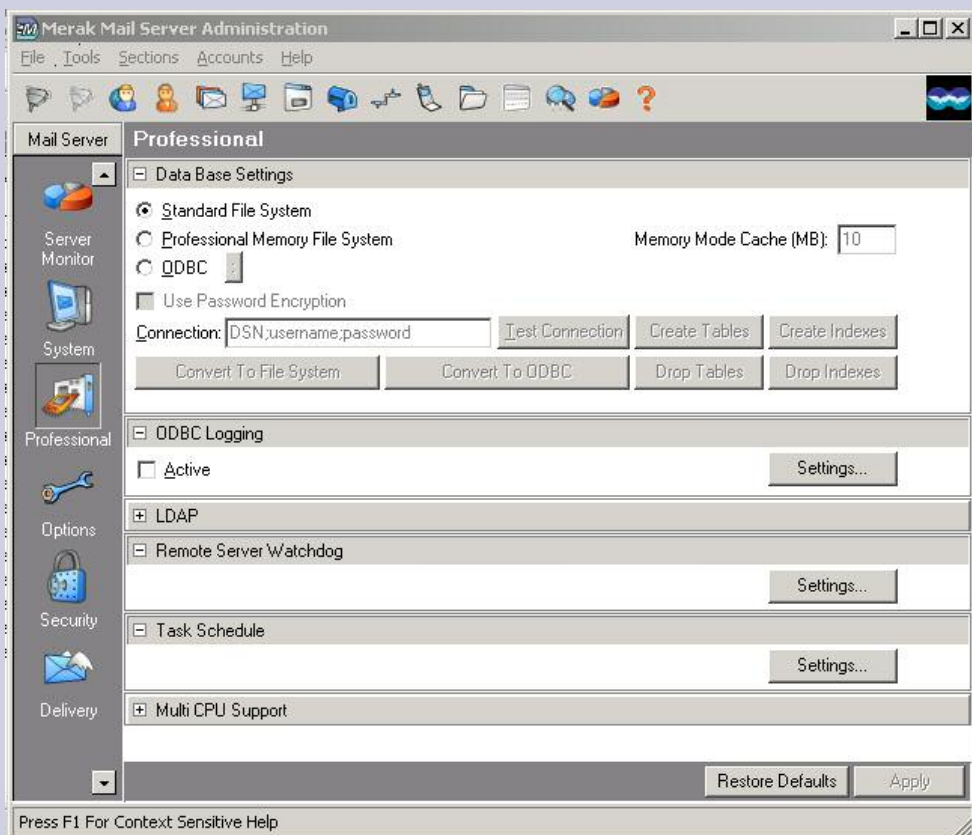 Merak Mail Server Administration
File Tools Sections Accounts Help
Mail Server
Professional
Server Monitor
System
Professional
Options
Security
Delivery
Data Base Settings
Standard File System
Professional Memory File System
Memory Mode Cache (MB): 10
ODBC :
Use Password Encryption
Connection: DSN;username;password Test Connection Create Tables Create Indexes
Convert To File System Convert To ODBC Drop Tables Drop Indexes
ODBC Logging
Active Settings...
LDAP
Remote Server Watchdog
Settings...
Task Schedule
Settings...
Multi CPU Support
Restore Defaults Apply
Press F1 For Context Sensitive Help